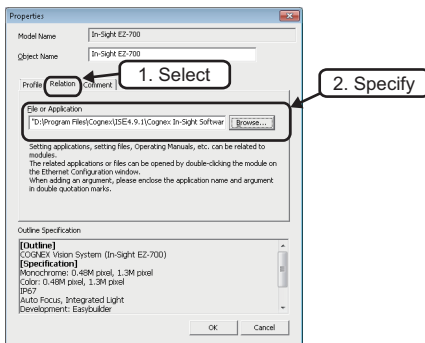 Properties
Model Name
In-Sight EZ-700
Object Name
In-Sight EZ-700
1. Select
Profile
Relation
Comment
2. Specify
File or Application
"D:\Program Files\Cognex\ISE4.9.1\Cognex In-Sight Softwar
Browse...
Setting applications, setting files, Operating Manuals, etc. can be related to
modules.
The related applications or files can be opened by double-clicking the module on
the Ethernet Configuration window.
When adding an argument, please enclose the application name and argument
in double quotation marks.
Outline Specification
[Outline]
COGNEX Vision System (In-Sight EZ-700)
[Specification]
Monochrome: 0.48M pixel, 1.3M pixel
Color: 0.48M pixel, 1.3M pixel
IP67
Auto Focus, Integrated Light
Development: Easybuilder
OK
Cancel